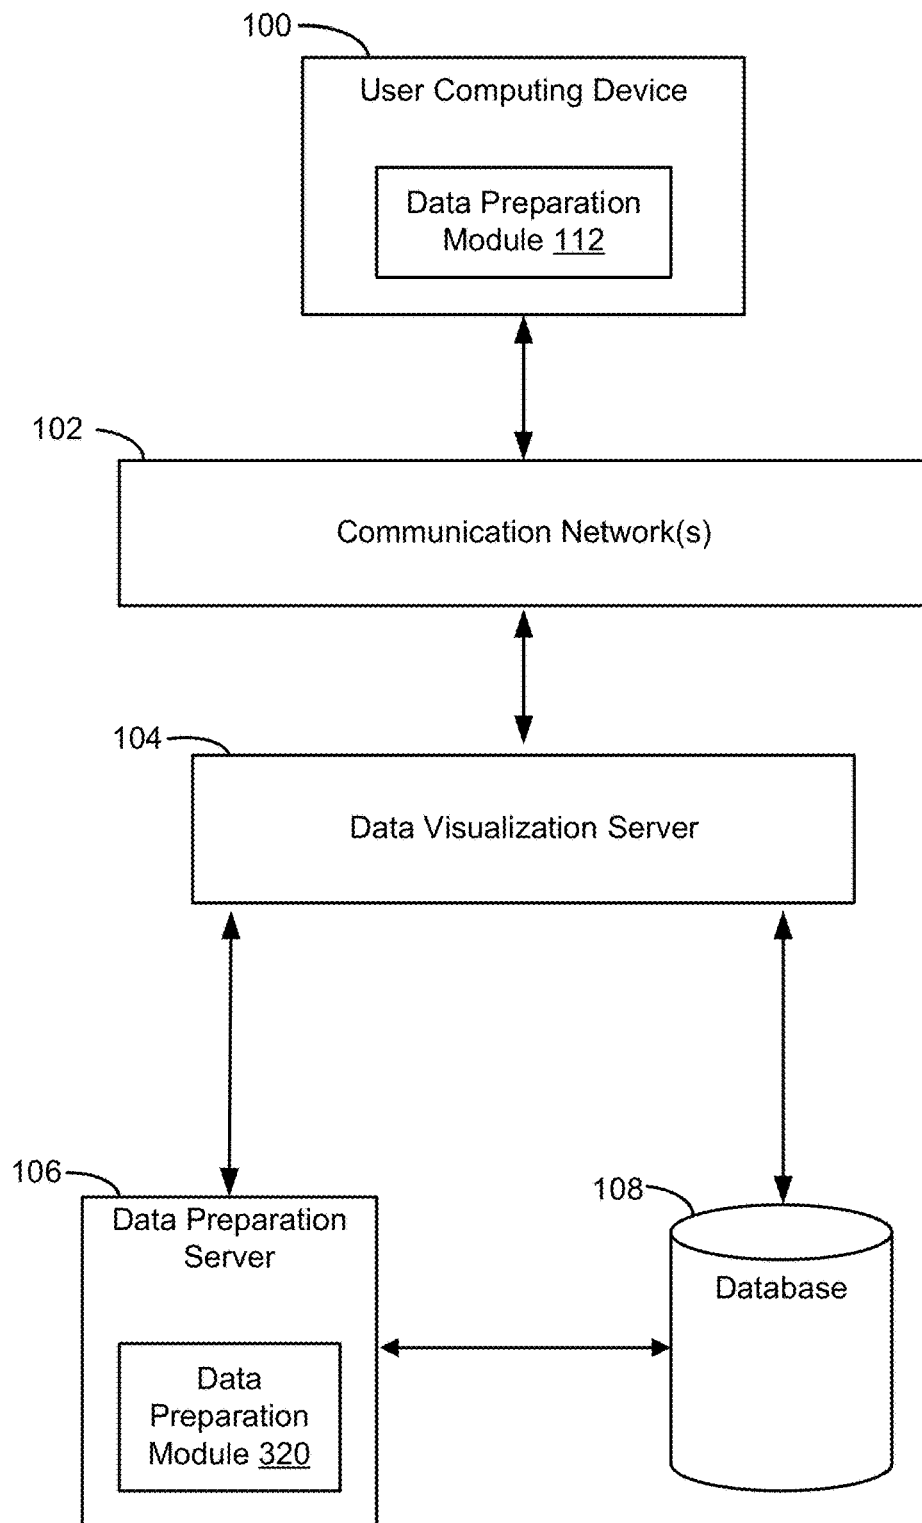 100
User Computing Device
Data Preparation
Module 112
102
Communication Network(s)
104
Data Visualization Server
106
Data Preparation
Server
Data
Preparation
Module 320
108
Database